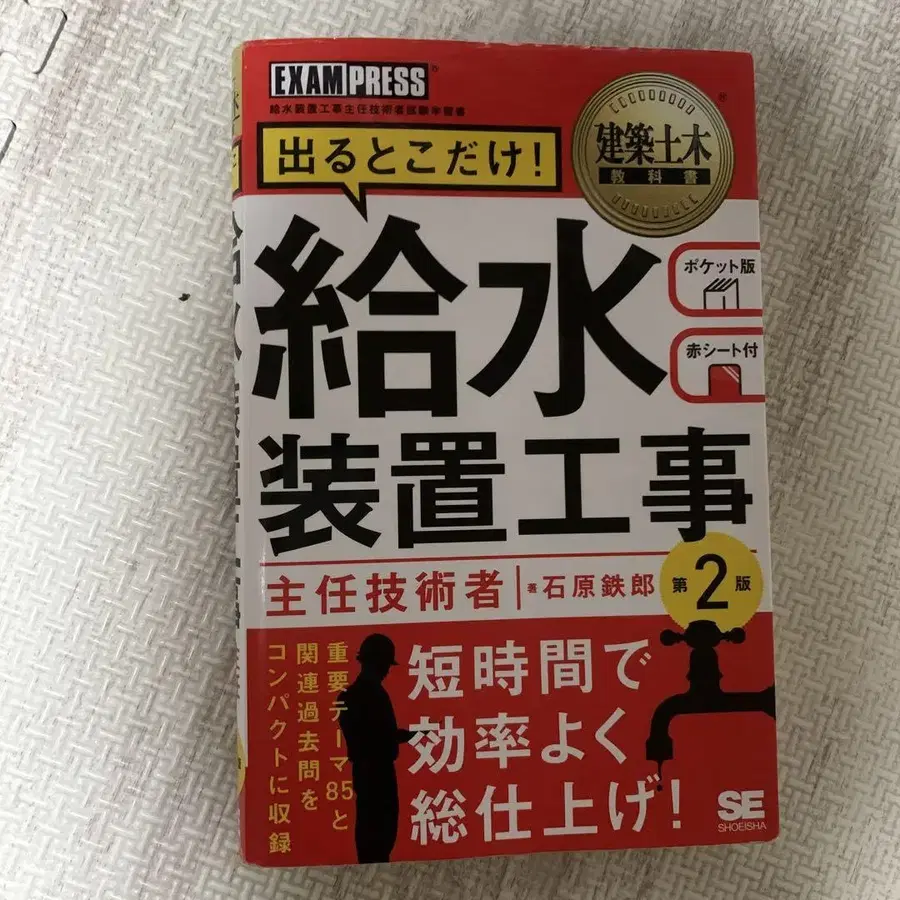 EXAMPRESS®
給水装置工事主任技術者試験学習書
出るとこだけ!
建築土木®
教科書
給水
ポケット版
赤シート付
装置工事
主任技術者 著 石原鉄郎
第2版
重要テーマ85と
関連過去問を
コンパクトに収録
短時間で
効率よく
総仕上げ!
SE
SHOEISHA